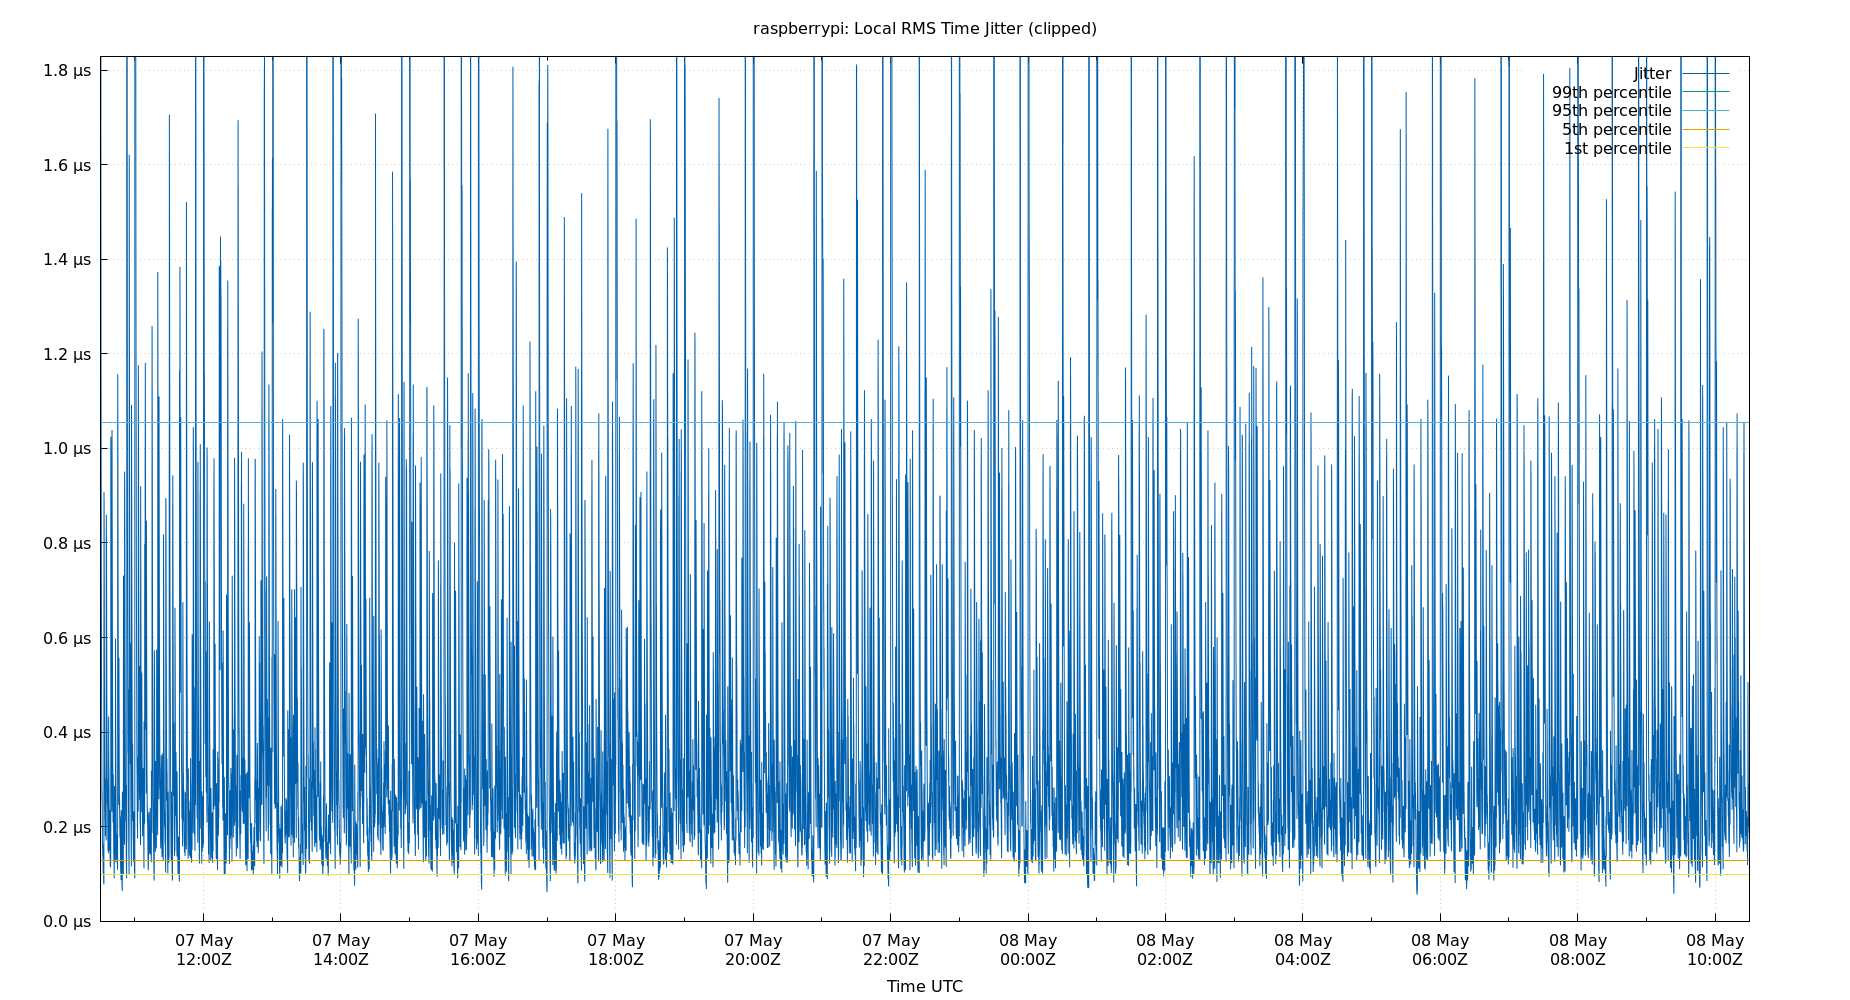 raspberrypi: Local RMS Time Jitter (clipped)
1.8 µs
1.6 µs
1.4 µs
1.2 µs
1.0 µs
0.8 µs
0.6 µs
0.4 µs
0.2 µs
0.0 µs
Jitter
99th percentile
95th percentile
5th percentile
1st percentile
07 May 07 May 07 May 07 May 07 May 07 May 08 May 08 May 08 May 08 May 08 May 08 May
12:00Z 14:00Z 16:00Z 18:00Z 20:00Z 22:00Z 00:00Z 02:00Z 04:00Z 06:00Z 08:00Z 10:00Z
Time UTC